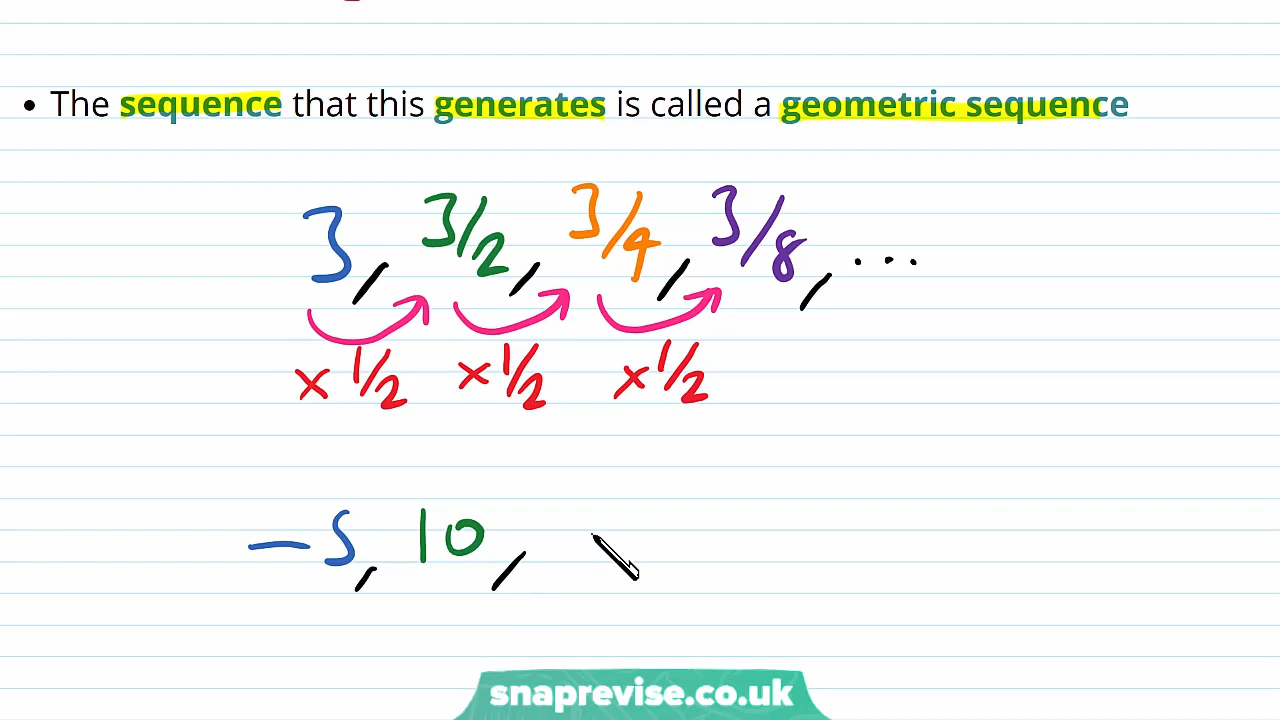 • The sequence that this generates is called a geometric sequence
3, 3/2, 3/4, 3/8, ...
× 1/2 × 1/2 × 1/2
−5, 10,
snaprevise.co.uk